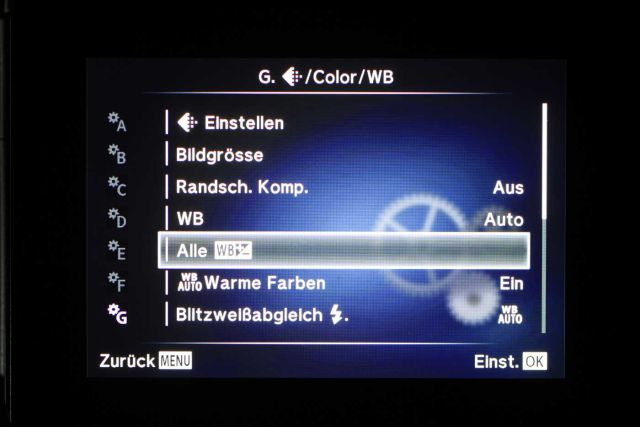 G. /Color/WB
A
Einstellen
B
Bildgrösse
C
Randsch. Komp. Aus
D
WB Auto
E
Alle WB
F
WB AUTO Warme Farben Ein
G
Blitzweißabgleich . WB AUTO
Zurück MENU Einst. OK